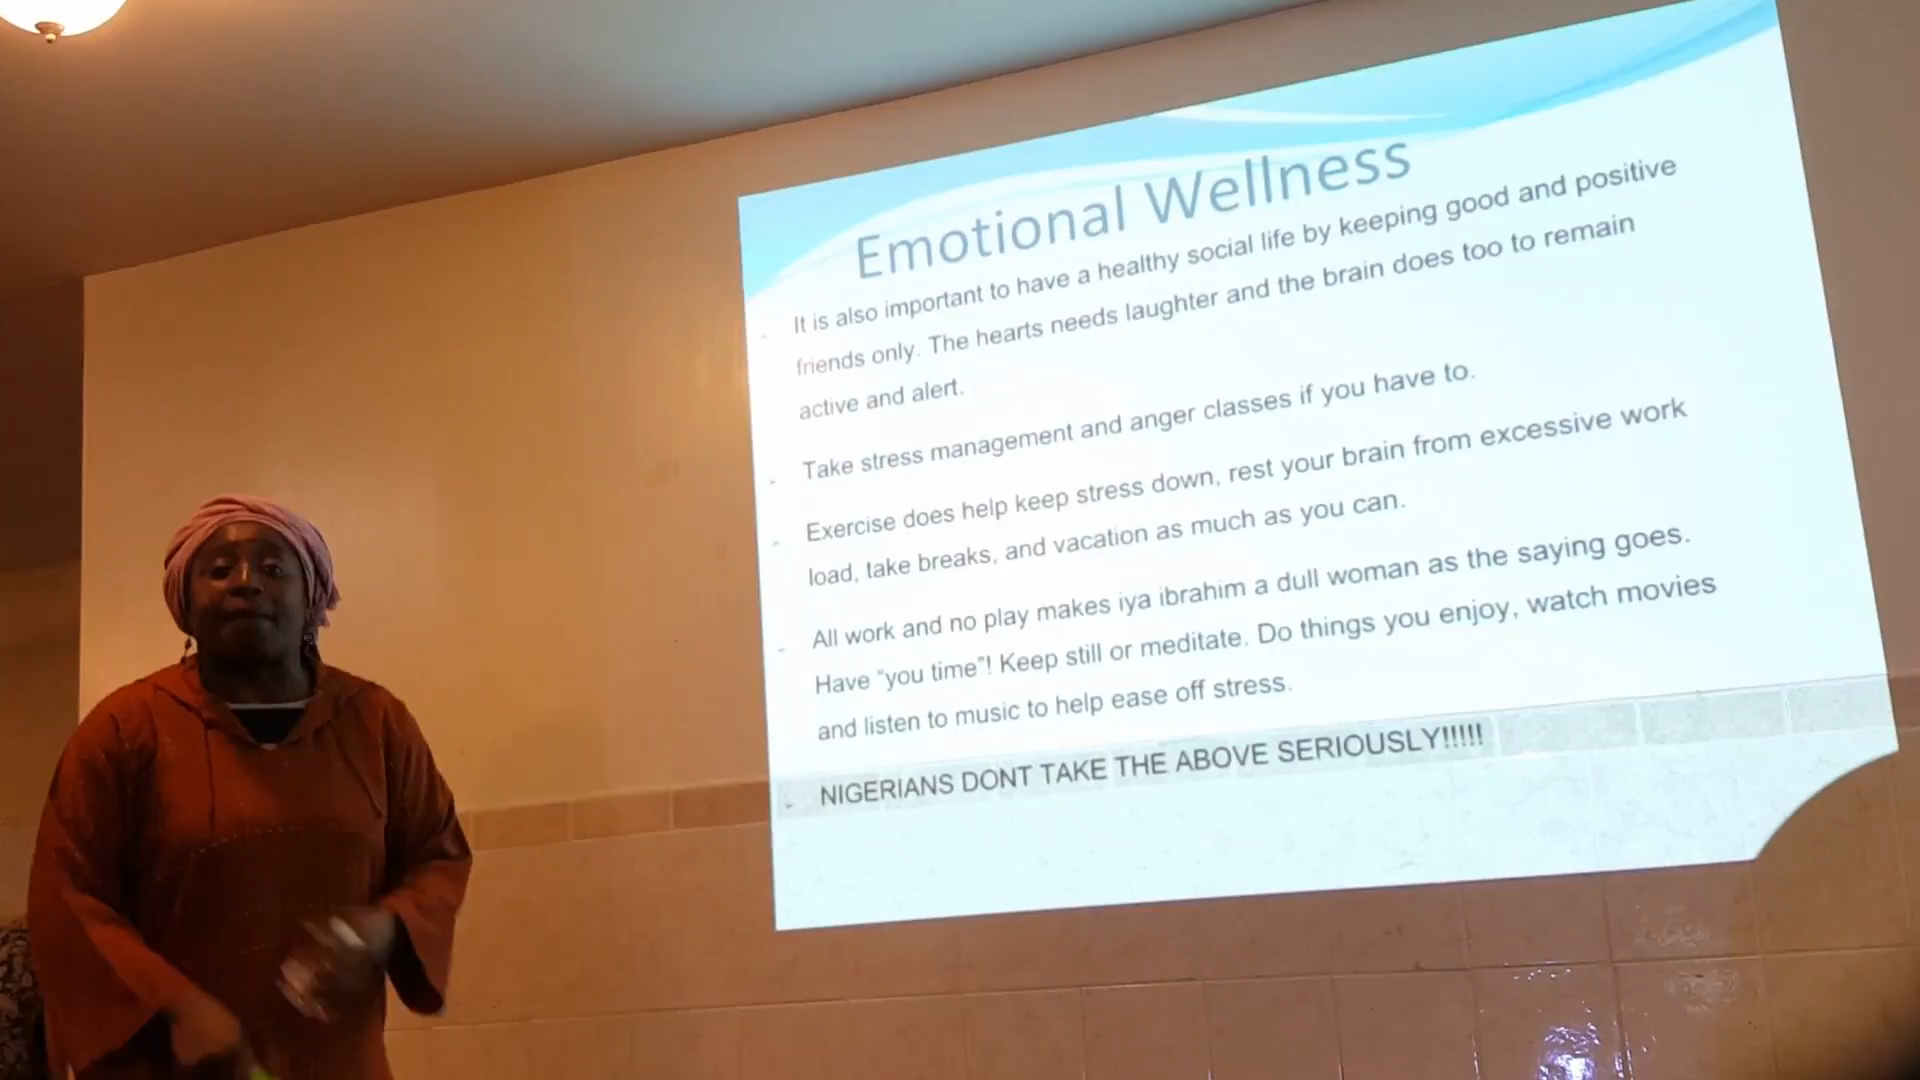 Emotional Wellness
- It is also important to have a healthy social life by keeping good and positive
friends only. The hearts needs laughter and the brain does too to remain
active and alert.
- Take stress management and anger classes if you have to.
- Exercise does help keep stress down, rest your brain from excessive work
load, take breaks, and vacation as much as you can.
- All work and no play makes iya ibrahim a dull woman as the saying goes.
Have “you time”! Keep still or meditate. Do things you enjoy, watch movies
and listen to music to help ease off stress.
- NIGERIANS DONT TAKE THE ABOVE SERIOUSLY!!!!!